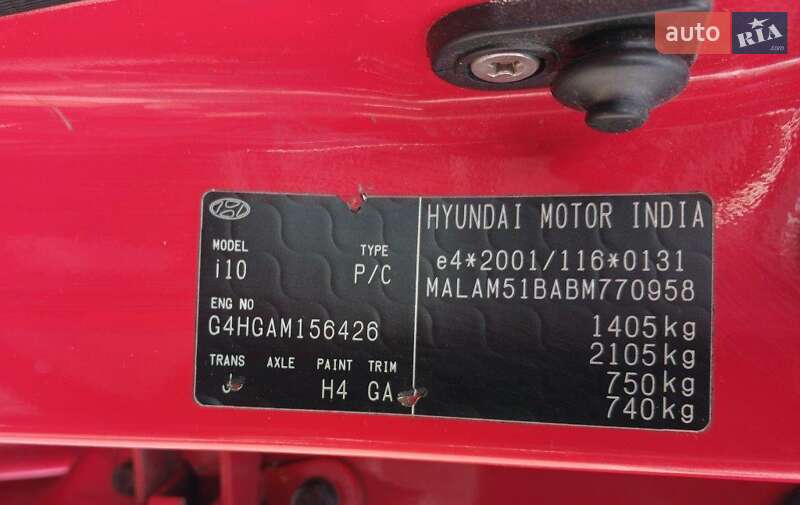 auto RIA
.com
HYUNDAI MOTOR INDIA
MODEL TYPE
i10 P/C
e4*2001/116*0131
MALAM51BABM770958
ENG NO
G4HGAM156426
1405kg
2105kg
750kg
740kg
TRANS AXLE PAINT TRIM
H4 GA